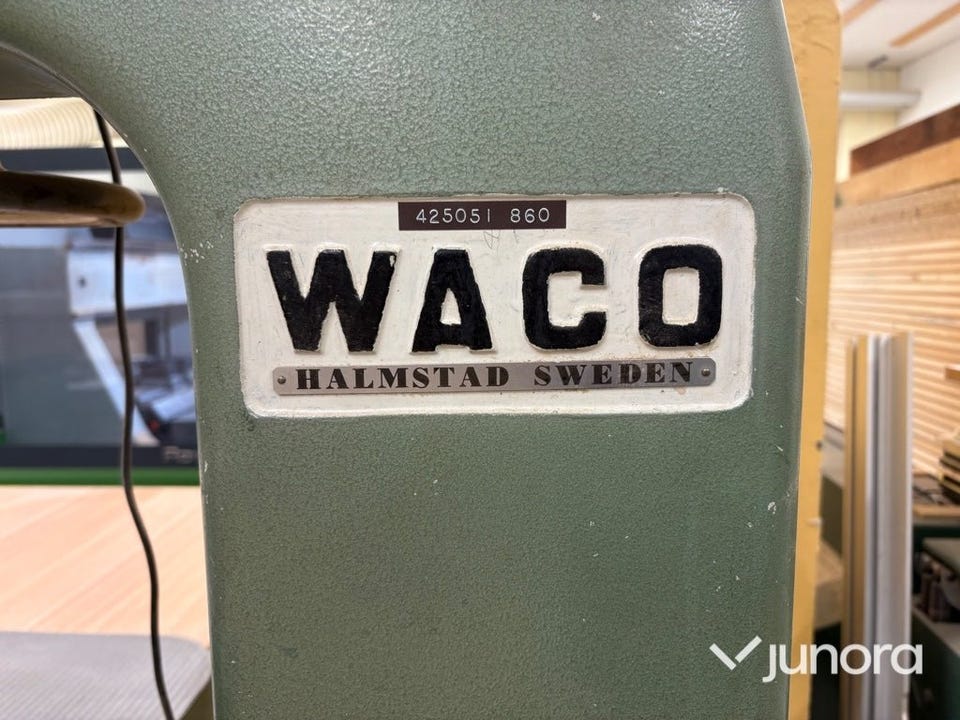 425051 860
WACO
HALMSTAD SWEDEN
junora